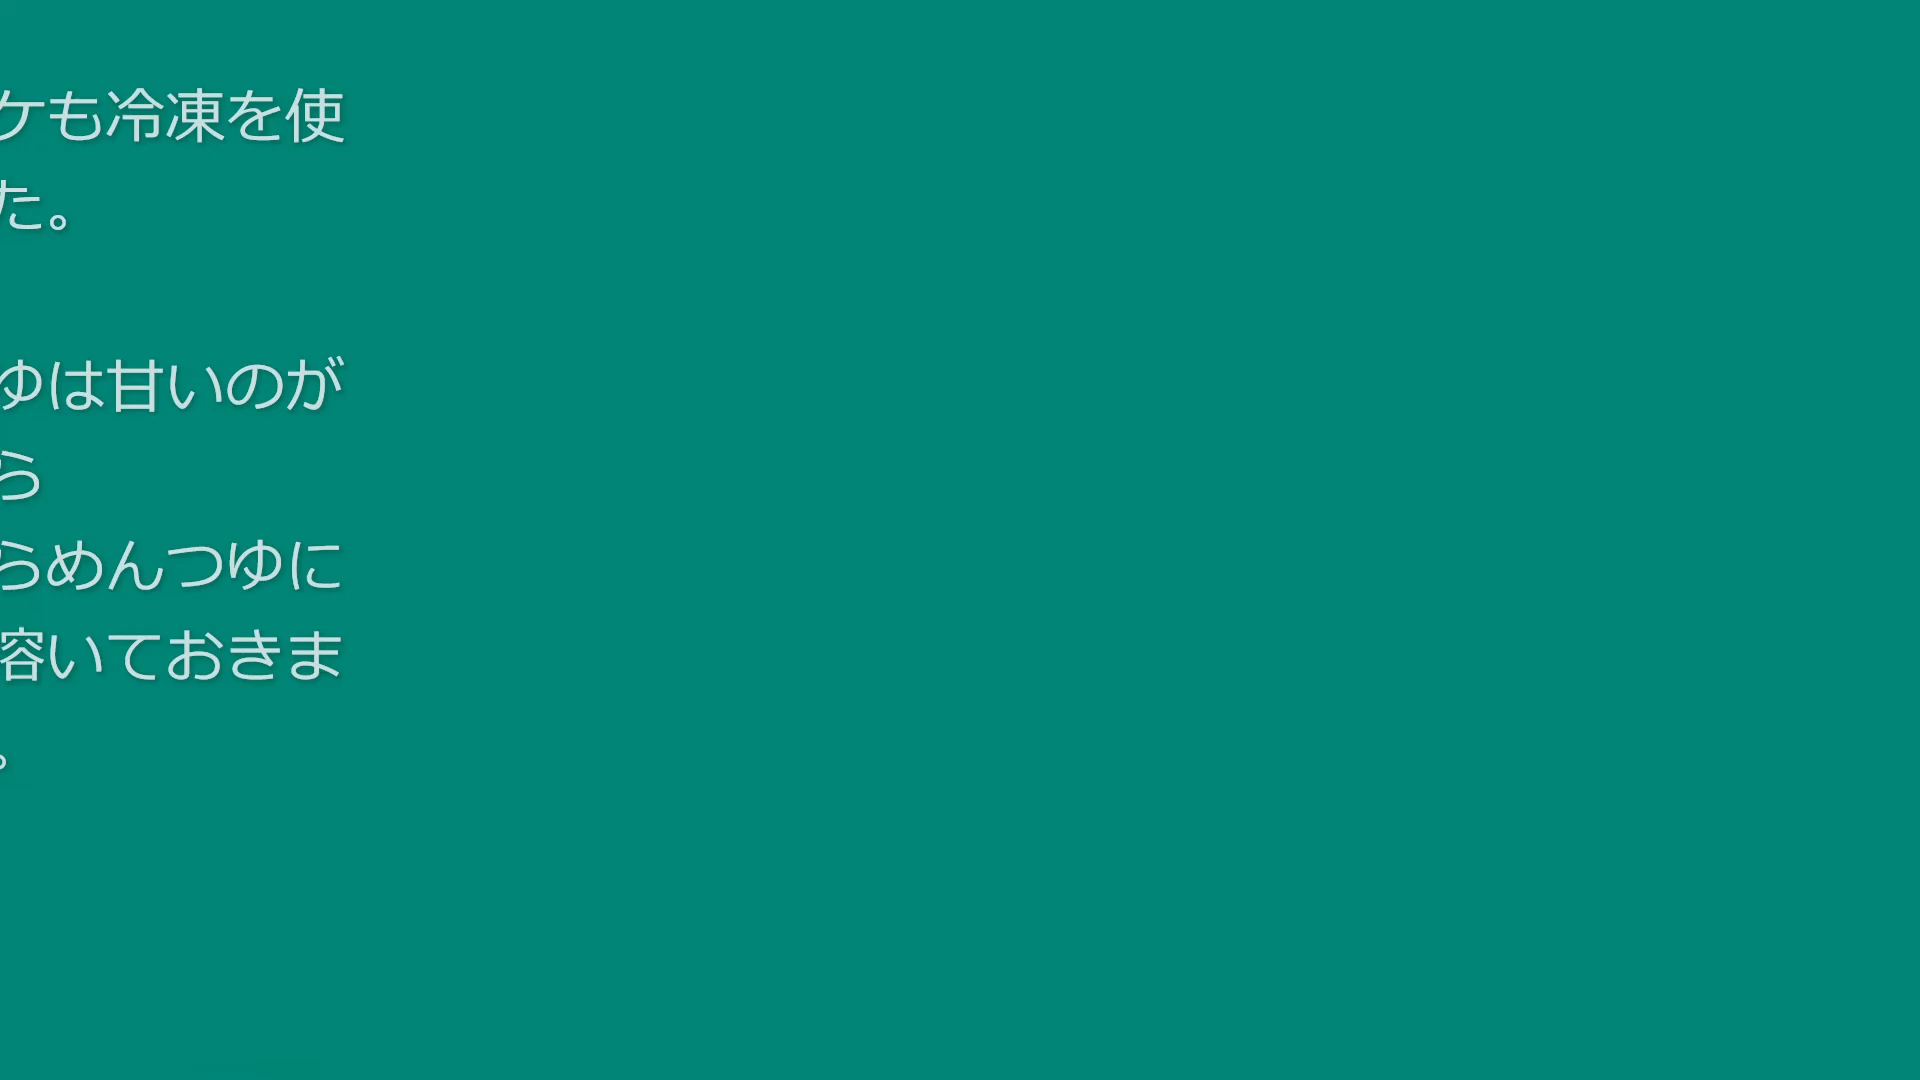 ケも冷凍を使
た。
ゆは甘いのが
ら
らめんつゆに
溶いておきま
。